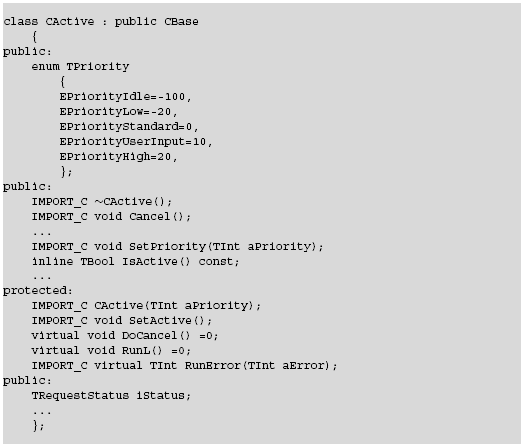 class CActive : public CBase
{
public:
enum TPriority
{
EPriorityIdle=-100,
EPriorityLow=-20,
EPriorityStandard=0,
EPriorityUserInput=10,
EPriorityHigh=20,
};
public:
IMPORT_C ~CActive();
IMPORT_C void Cancel();
...
IMPORT_C void SetPriority(TInt aPriority);
inline TBool IsActive() const;
...
protected:
IMPORT_C CActive(TInt aPriority);
IMPORT_C void SetActive();
virtual void DoCancel() =0;
virtual void RunL() =0;
IMPORT_C virtual TInt RunError(TInt aError);
public:
TRequestStatus iStatus;
...
};